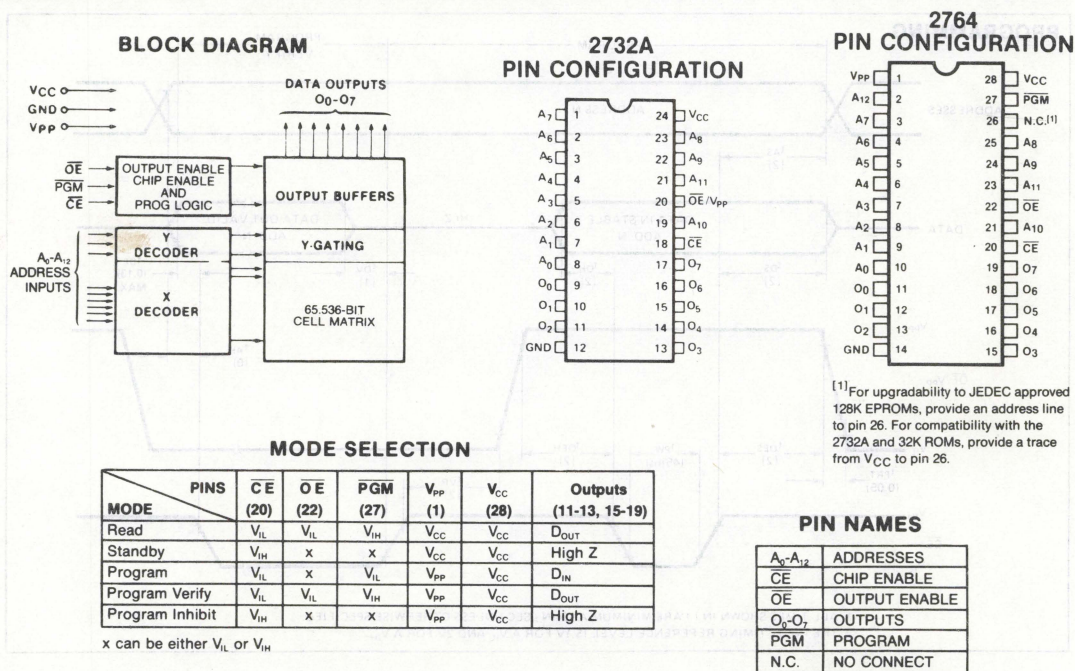 BLOCK DIAGRAM
VCC
GND
VPP
DATA OUTPUTS
O0-O7
OE
PGM
CE
OUTPUT ENABLE
CHIP ENABLE
AND
PROG LOGIC
OUTPUT BUFFERS
A0-A12
ADDRESS
INPUTS
Y
DECODER
Y-GATING
X
DECODER
65.536-BIT
CELL MATRIX
2732A
PIN CONFIGURATION
A7 1 24 VCC
A6 2 23 A8
A5 3 22 A9
A4 4 21 A11
A3 5 20 OE/VPP
A2 6 19 A10
A1 7 18 CE
A0 8 17 O7
O0 9 16 O6
O1 10 15 O5
O2 11 14 O4
GND 12 13 O3
2764
PIN CONFIGURATION
VPP 1 28 VCC
A12 2 27 PGM
A7 3 26 N.C.[1]
A6 4 25 A8
A5 5 24 A9
A4 6 23 A11
A3 7 22 OE
A2 8 21 A10
A1 9 20 CE
A0 10 19 O7
O0 11 18 O6
O1 12 17 O5
O2 13 16 O4
GND 14 15 O3
[1]For upgradability to JEDEC approved
128K EPROMs, provide an address line
to pin 26. For compatibility with the
2732A and 32K ROMs, provide a trace
from VCC to pin 26.
MODE SELECTION
PINS CE OE PGM VPP VCC Outputs
MODE (20) (22) (27) (1) (28) (11-13, 15-19)
Read VIL VIL VIH VCC VCC DOUT
Standby VIH x x VCC VCC High Z
Program VIL x VIL VPP VCC DIN
Program Verify VIL VIL VIH VPP VCC DOUT
Program Inhibit VIH x x VPP VCC High Z
x can be either VIL or VIH
PIN NAMES
A0-A12 ADDRESSES
CE CHIP ENABLE
OE OUTPUT ENABLE
O0-O7 OUTPUTS
PGM PROGRAM
N.C. NO CONNECT